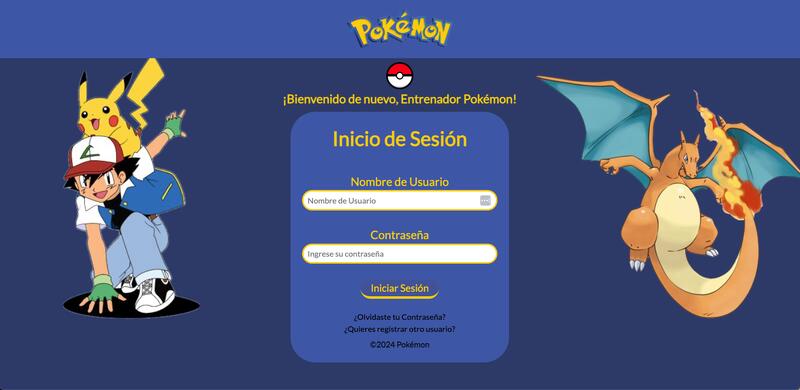 POKéMON
¡Bienvenido de nuevo, Entrenador Pokémon!
Inicio de Sesión
Nombre de Usuario
Nombre de Usuario
Contraseña
Ingrese su contraseña
Iniciar Sesión
¿Olvidaste tu Contraseña?
¿Quieres registrar otro usuario?
©2024 Pokémon